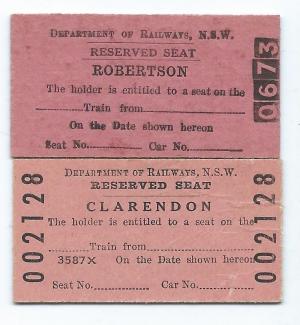 DEPARTMENT OF RAILWAYS, N.S.W.
RESERVED SEAT
ROBERTSON
The holder is entitled to a seat on the
Train from
On the Date shown hereon
Seat No. Car No.
0673
DEPARTMENT OF RAILWAYS, N.S.W.
RESERVED SEAT
CLARENDON
The holder is entitled to a seat on the
Train from
3587X On the Date shown hereon
Seat No. Car No.
002128
002128